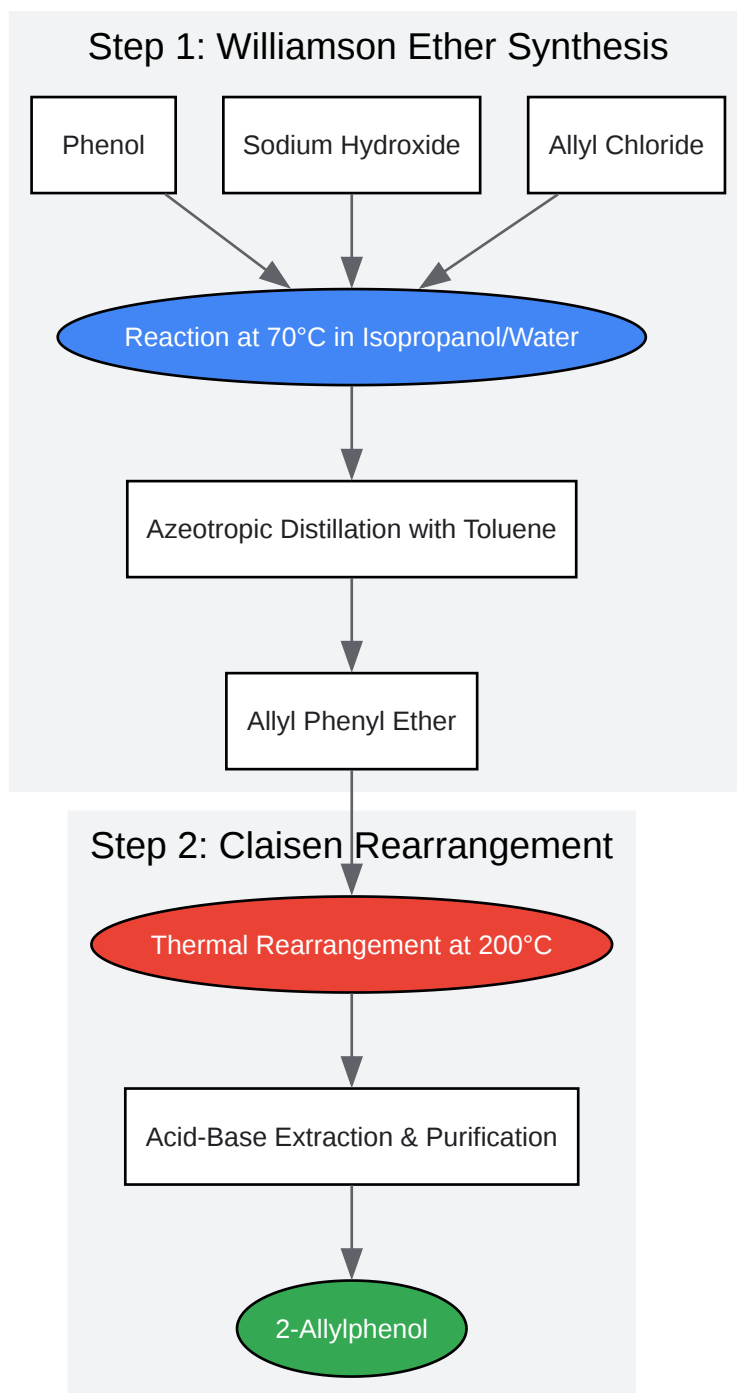 Step 1: Williamson Ether Synthesis
Phenol
Sodium Hydroxide
Allyl Chloride
Reaction at 70°C in Isopropanol/Water
Azeotropic Distillation with Toluene
Allyl Phenyl Ether
Step 2: Claisen Rearrangement
Thermal Rearrangement at 200°C
Acid-Base Extraction & Purification
2-Allylphenol